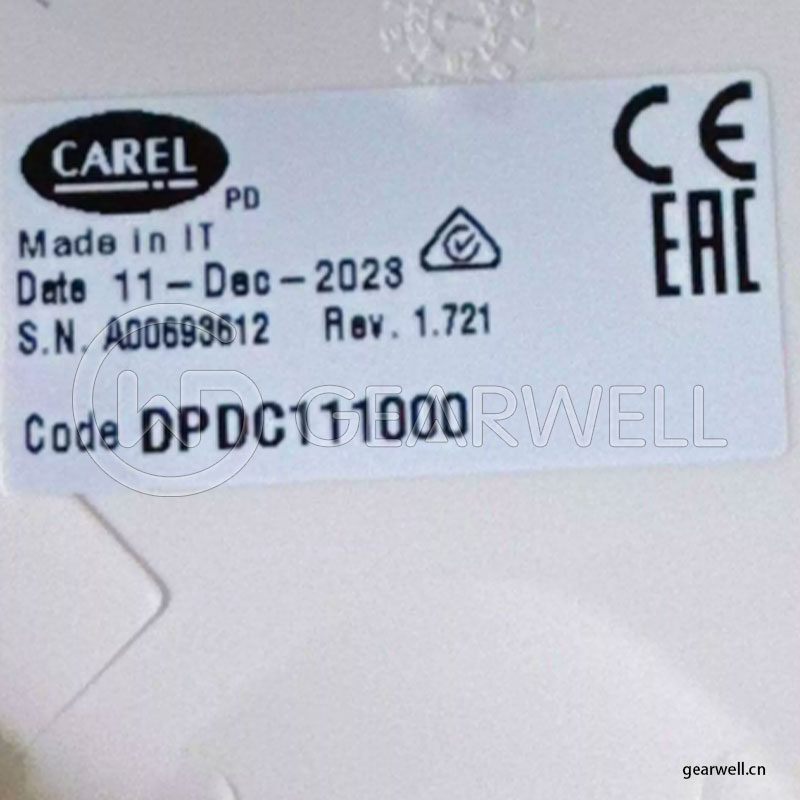 CAREL
PD
CE
EAC
Made in IT
Date 11-Dec-2023
S.N. A00693612 Rev. 1.721
Code DPDC111000
GEARWELL
gearwell.cn